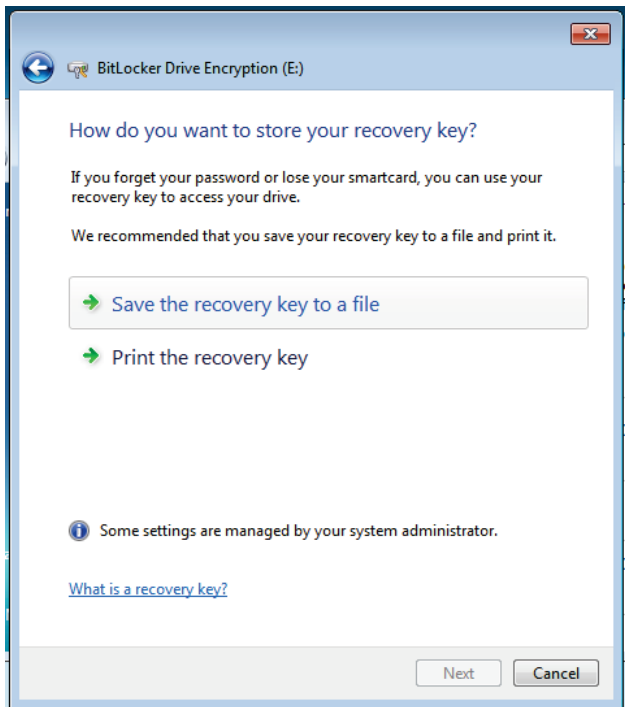 BitLocker Drive Encryption (E:)
How do you want to store your recovery key?
If you forget your password or lose your smartcard, you can use your
recovery key to access your drive.
We recommended that you save your recovery key to a file and print it.
Save the recovery key to a file
Print the recovery key
Some settings are managed by your system administrator.
What is a recovery key?
Next
Cancel